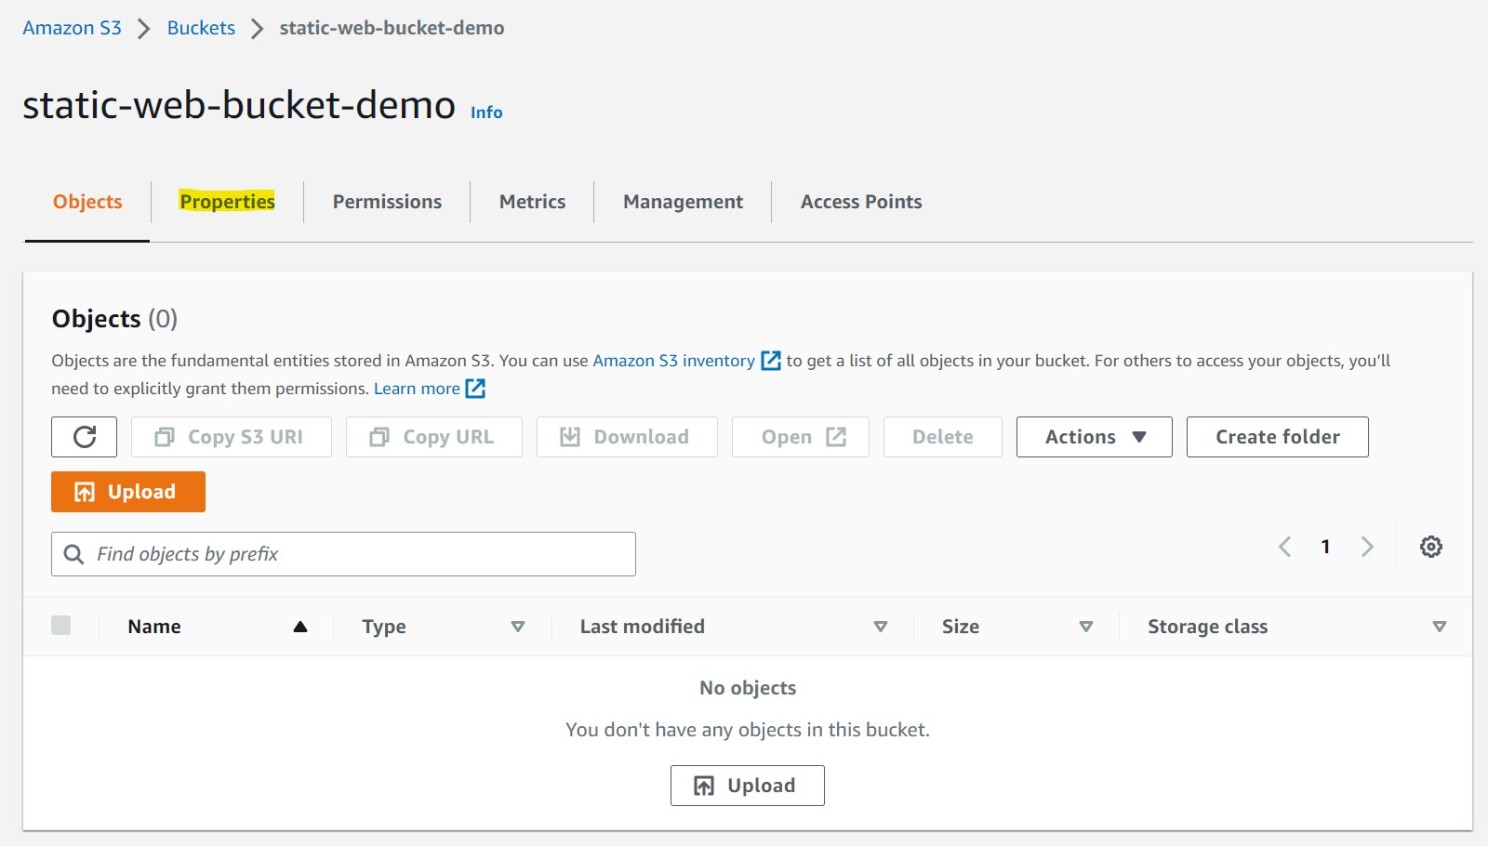 Amazon S3 > Buckets > static-web-bucket-demo
static-web-bucket-demo Info
Objects Properties Permissions Metrics Management Access Points
Objects (0)
Objects are the fundamental entities stored in Amazon S3. You can use Amazon S3 inventory to get a list of all objects in your bucket. For others to access your objects, you’ll
need to explicitly grant them permissions. Learn more
Copy S3 URI Copy URL Download Open Delete Actions Create folder
Upload
Find objects by prefix
1
Name Type Last modified Size Storage class
No objects
You don't have any objects in this bucket.
Upload